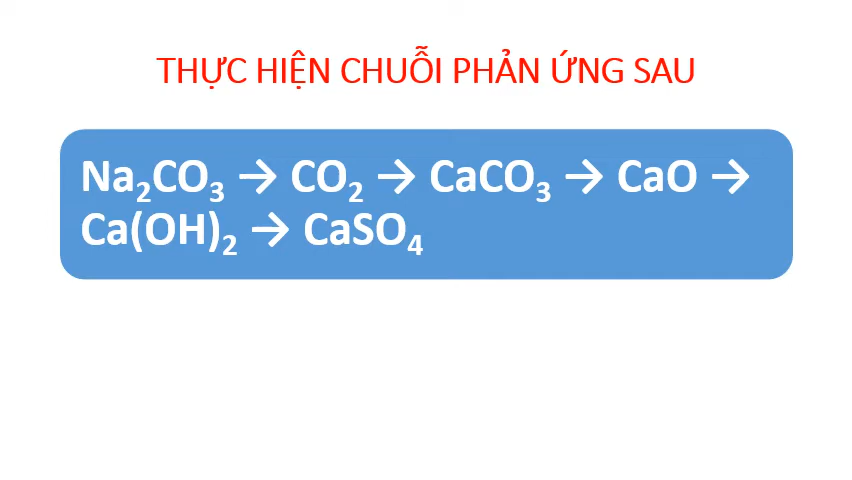 THỰC HIỆN CHUỖI PHẢN ỨNG SAU
Na₂CO₃ → CO₂ → CaCO₃ → CaO →
Ca(OH)₂ → CaSO₄